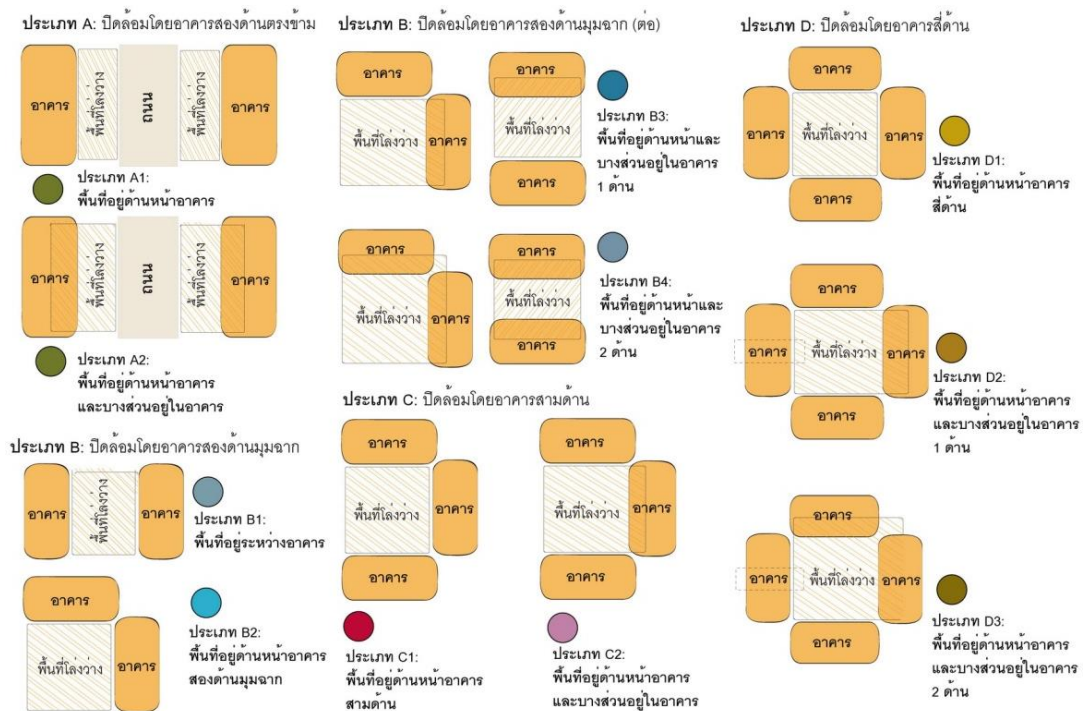 ประเภท A: ปิดล้อมโดยอาคารสองด้านตรงข้าม
อาคาร
พื้นที่โล่งว่าง
ถนน
พื้นที่โล่งว่าง
อาคาร
ประเภท A1:
พื้นที่อยู่ด้านหน้าอาคาร
อาคาร
พื้นที่โล่งว่าง
ถนน
พื้นที่โล่งว่าง
อาคาร
ประเภท A2:
พื้นที่อยู่ด้านหน้าอาคาร
และบางส่วนอยู่ในอาคาร
ประเภท B: ปิดล้อมโดยอาคารสองด้านมุมฉาก
อาคาร
พื้นที่โล่งว่าง
อาคาร
ประเภท B1:
พื้นที่อยู่ระหว่างอาคาร
อาคาร
พื้นที่โล่งว่าง
อาคาร
ประเภท B2:
พื้นที่อยู่ด้านหน้าอาคาร
สองด้านมุมฉาก
ประเภท B: ปิดล้อมโดยอาคารสองด้านมุมฉาก (ต่อ)
อาคาร
พื้นที่โล่งว่าง
อาคาร
อาคาร
พื้นที่โล่งว่าง
อาคาร
ประเภท B3:
พื้นที่อยู่ด้านหน้าและ
บางส่วนอยู่ในอาคาร
1 ด้าน
อาคาร
พื้นที่โล่งว่าง
อาคาร
อาคาร
พื้นที่โล่งว่าง
อาคาร
ประเภท B4:
พื้นที่อยู่ด้านหน้าและ
บางส่วนอยู่ในอาคาร
2 ด้าน
ประเภท C: ปิดล้อมโดยอาคารสามด้าน
อาคาร
พื้นที่โล่งว่าง
อาคาร
อาคาร
ประเภท C1:
พื้นที่อยู่ด้านหน้าอาคาร
สามด้าน
อาคาร
พื้นที่โล่งว่าง
อาคาร
อาคาร
ประเภท C2:
พื้นที่อยู่ด้านหน้าอาคาร
และบางส่วนอยู่ในอาคาร
ประเภท D: ปิดล้อมโดยอาคารสี่ด้าน
อาคาร
อาคาร
พื้นที่โล่งว่าง
อาคาร
อาคาร
ประเภท D1:
พื้นที่อยู่ด้านหน้าอาคาร
สี่ด้าน
อาคาร
อาคาร
พื้นที่โล่งว่าง
อาคาร
อาคาร
ประเภท D2:
พื้นที่อยู่ด้านหน้าอาคาร
และบางส่วนอยู่ในอาคาร
1 ด้าน
อาคาร
อาคาร
พื้นที่โล่งว่าง
อาคาร
อาคาร
ประเภท D3:
พื้นที่อยู่ด้านหน้าอาคาร
และบางส่วนอยู่ในอาคาร
2 ด้าน